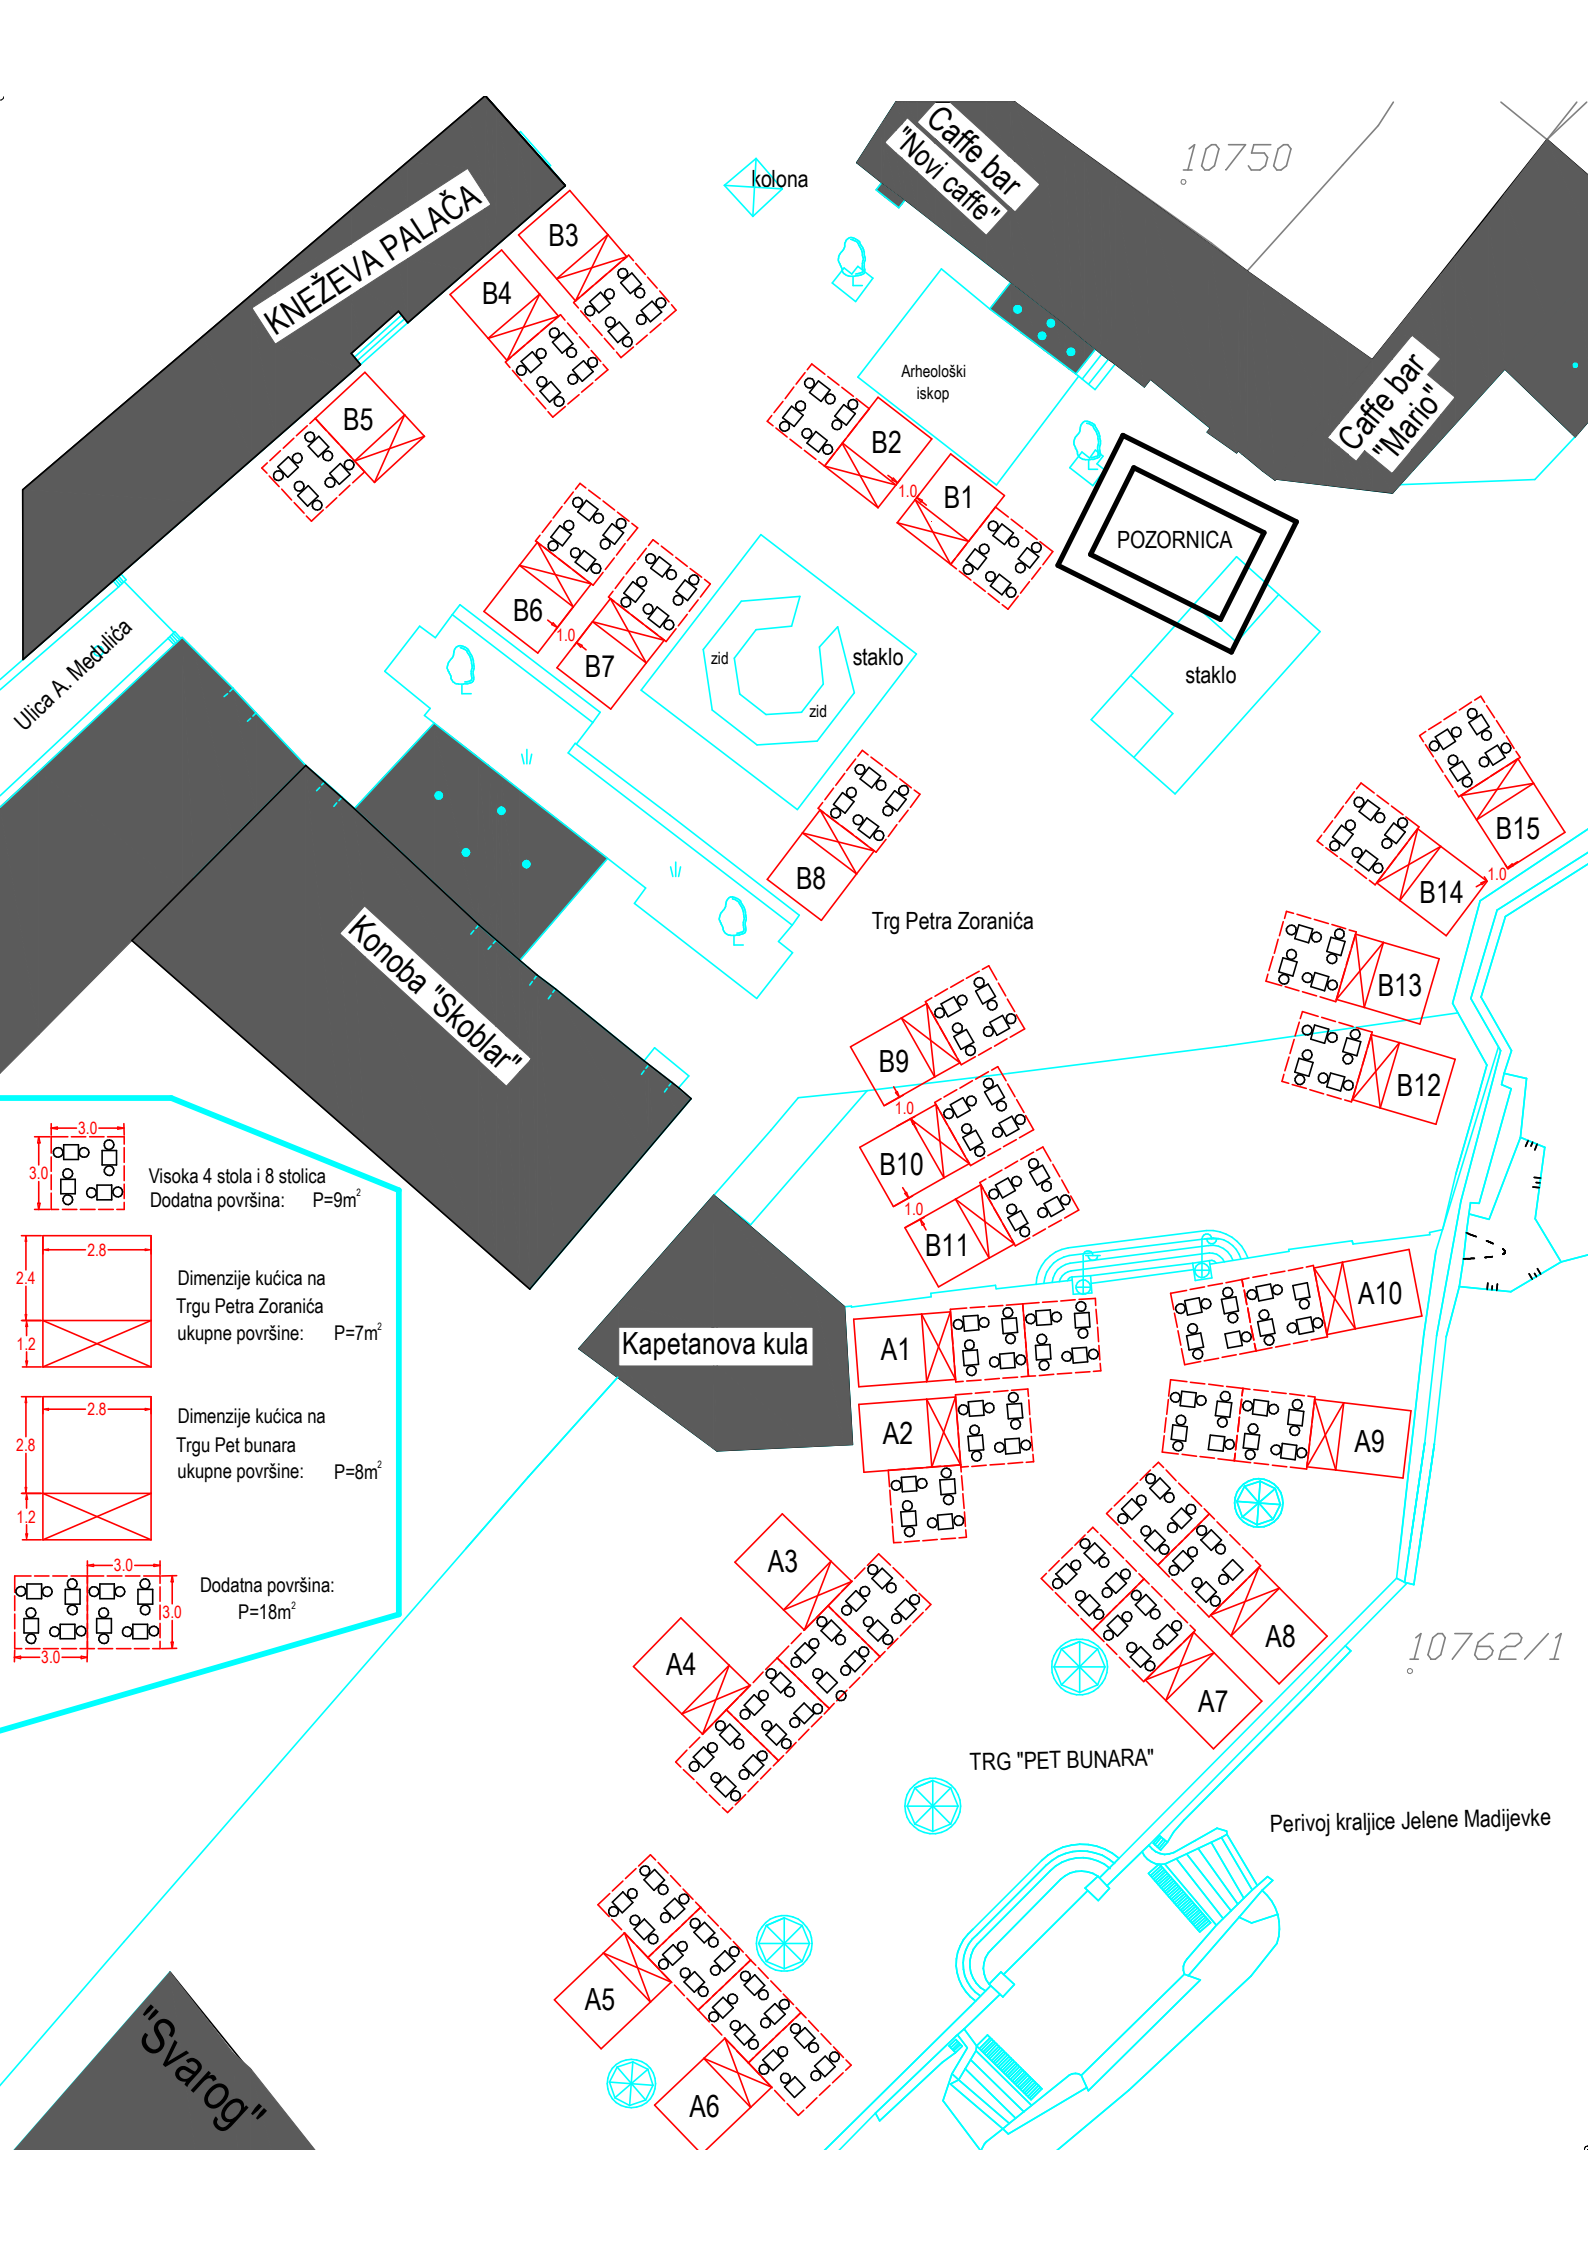 Caffe bar
"Novi caffe"
10750
kolona
KNEŽEVA PALAČA
B3
B4
Arheološki
iskop
Caffe bar
"Mario"
B5
B2
1.0
B1
POZORNICA
B6
1.0
B7
zid
staklo
zid
staklo
Ulica A. Medulića
B8
B15
B14
1.0
Trg Petra Zoranića
Konoba "Skoblar"
B13
B9
B12
1.0
B10
1.0
B11
3.0
3.0
Visoka 4 stola i 8 stolica
Dodatna površina: P=9m²
2.8
2.4
1.2
Dimenzije kućica na
Trgu Petra Zoranića
ukupne površine: P=7m²
2.8
2.8
1.2
Dimenzije kućica na
Trgu Pet bunara
ukupne površine: P=8m²
3.0
3.0
3.0
Dodatna površina:
P=18m²
Kapetanova kula
A1
A10
A2
A9
A3
A8
A4
A7
10762/1
TRG "PET BUNARA"
Perivoj kraljice Jelene Madijevke
A5
A6
"Svarog"